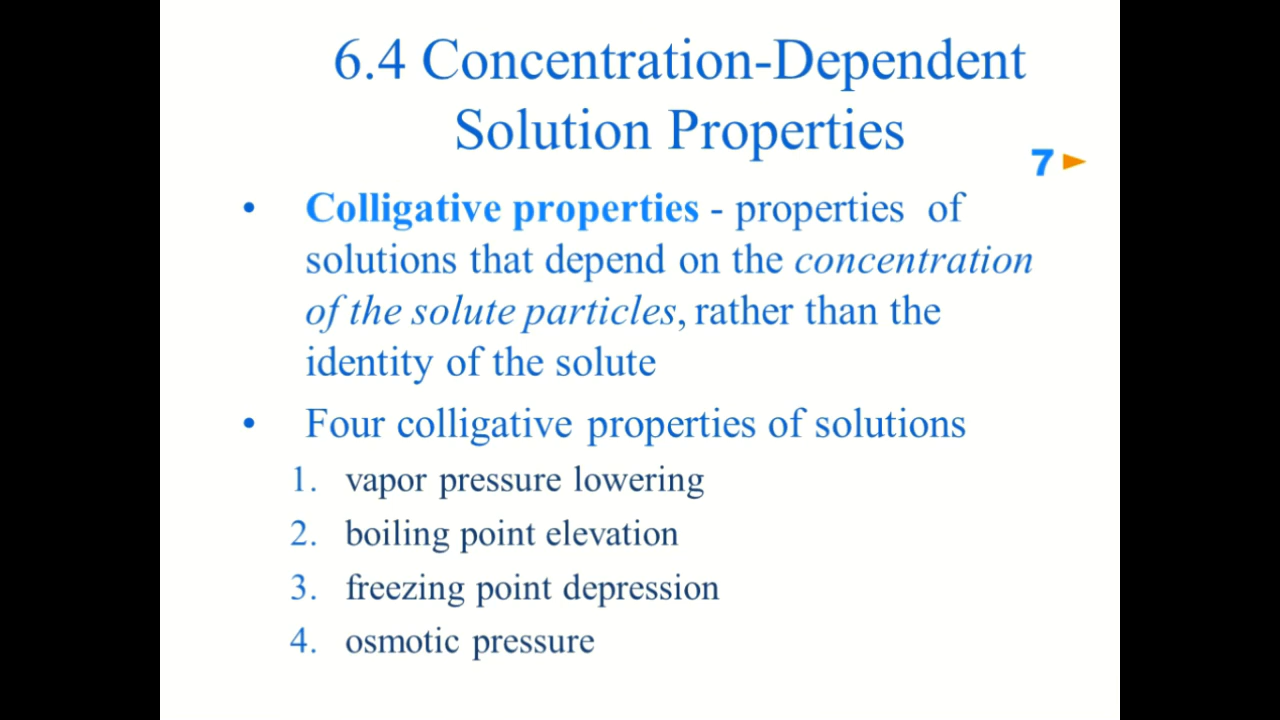 6.4 Concentration-Dependent
Solution Properties
7
• Colligative properties - properties of
solutions that depend on the concentration
of the solute particles, rather than the
identity of the solute
• Four colligative properties of solutions
1. vapor pressure lowering
2. boiling point elevation
3. freezing point depression
4. osmotic pressure